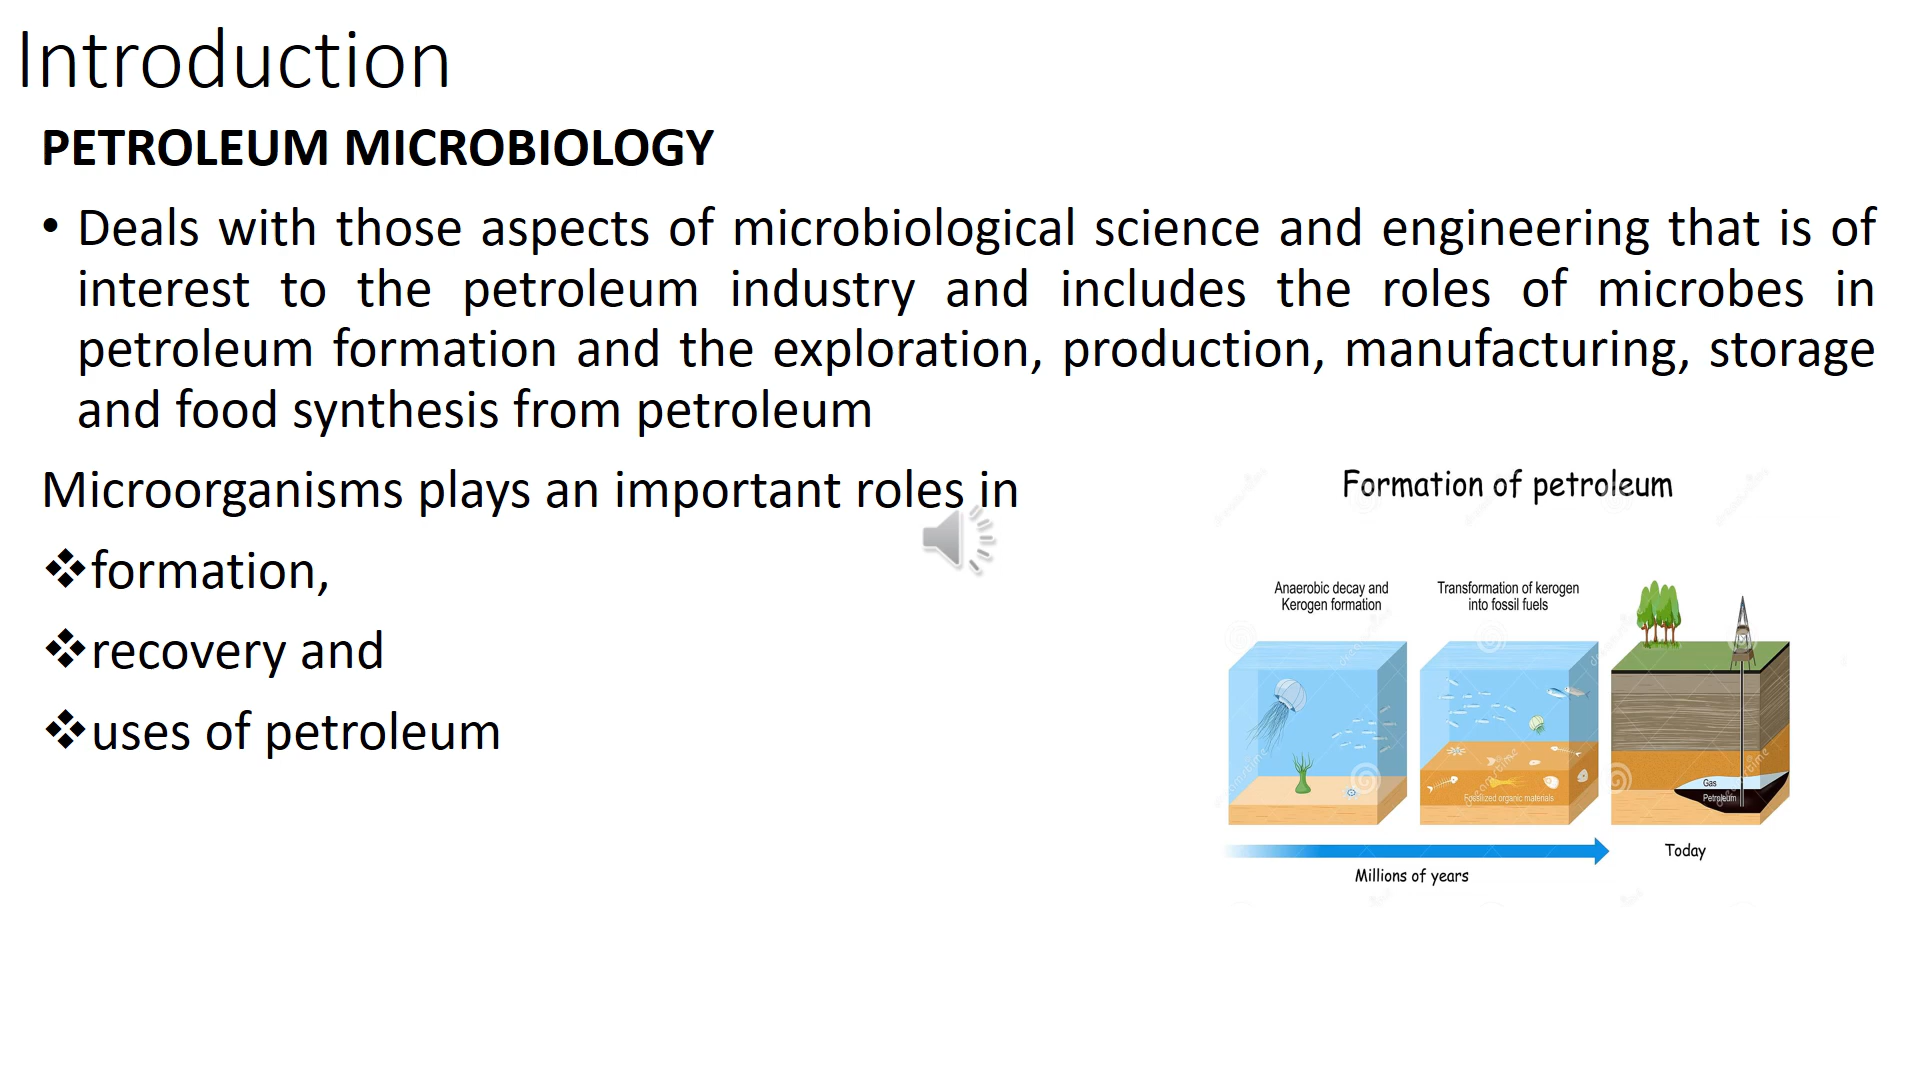 Introduction
PETROLEUM MICROBIOLOGY
• Deals with those aspects of microbiological science and engineering that is of
interest to the petroleum industry and includes the roles of microbes in
petroleum formation and the exploration, production, manufacturing, storage
and food synthesis from petroleum
Microorganisms plays an important roles in
❖formation,
❖recovery and
❖uses of petroleum
Formation of petroleum
Anaerobic decay and
Kerogen formation
Transformation of kerogen
into fossil fuels
Fossilized organic materials
Gas
Petroleum
Millions of years
Today